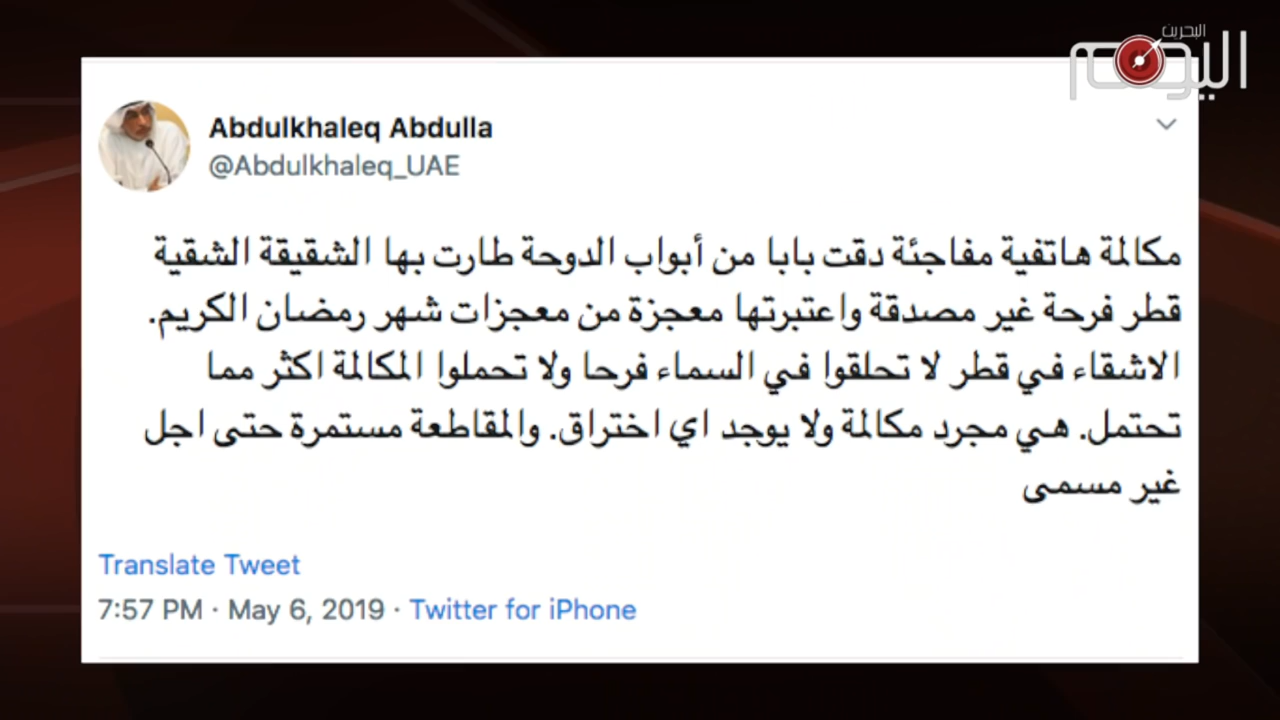 البحرين
اليوم
Abdulkhaleq Abdulla
@Abdulkhaleq_UAE
مكالمة هاتفية مفاجئة دقت بابا من أبواب الدوحة طارت بها الشقيقة الشقية
قطر فرحة غير مصدقة واعتبرتها معجزة من معجزات شهر رمضان الكريم.
الاشقاء في قطر لا تحلقوا في السماء فرحا ولا تحملوا المكالمة اكثر مما
تحتمل. هي مجرد مكالمة ولا يوجد اي اختراق. والمقاطعة مستمرة حتى اجل
غير مسمى
Translate Tweet
7:57 PM · May 6, 2019 · Twitter for iPhone